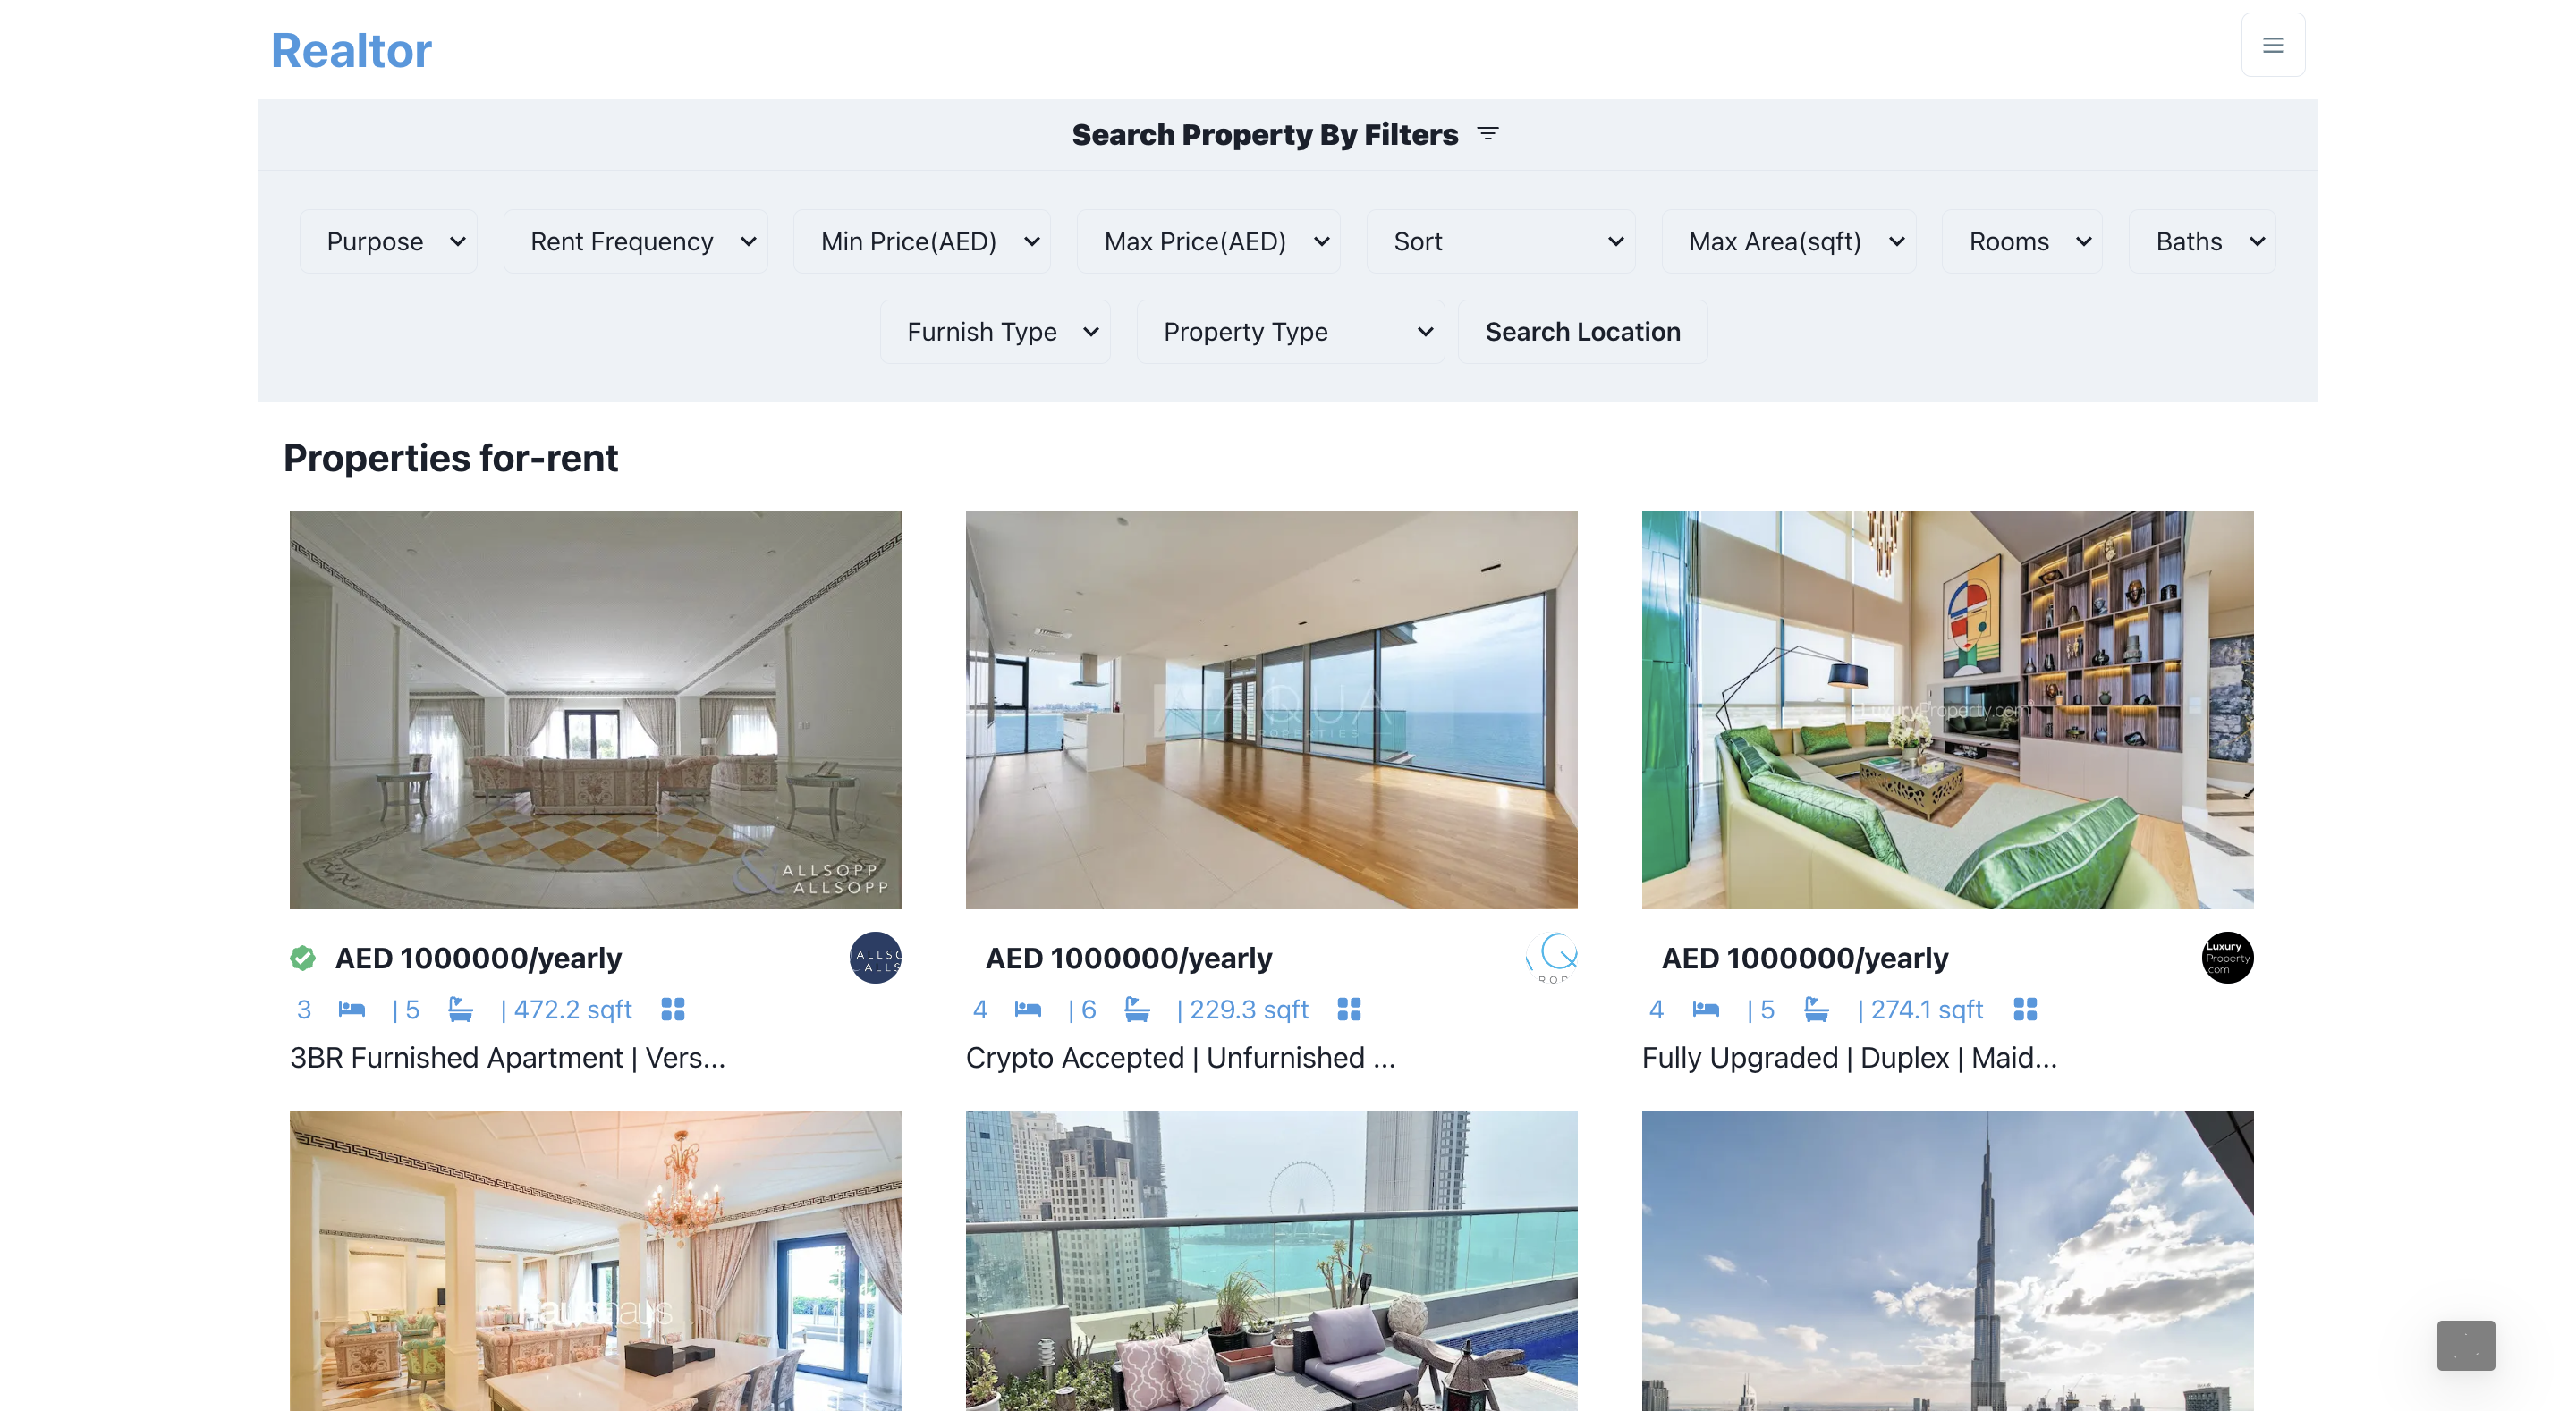 Realtor
Search Property By Filters
Purpose
Rent Frequency
Min Price(AED)
Max Price(AED)
Sort
Max Area(sqft)
Rooms
Baths
Furnish Type
Property Type
Search Location
Properties for-rent
ALLSOPP
ALLSOPP
AQUA
PROPERTIES
LuxuryProperty.com
AED 1000000/yearly
3 | 5 | 472.2 sqft
3BR Furnished Apartment | Vers...
AED 1000000/yearly
4 | 6 | 229.3 sqft
Crypto Accepted | Unfurnished ...
AED 1000000/yearly
Luxury
Property
com
4 | 5 | 274.1 sqft
Fully Upgraded | Duplex | Maid...